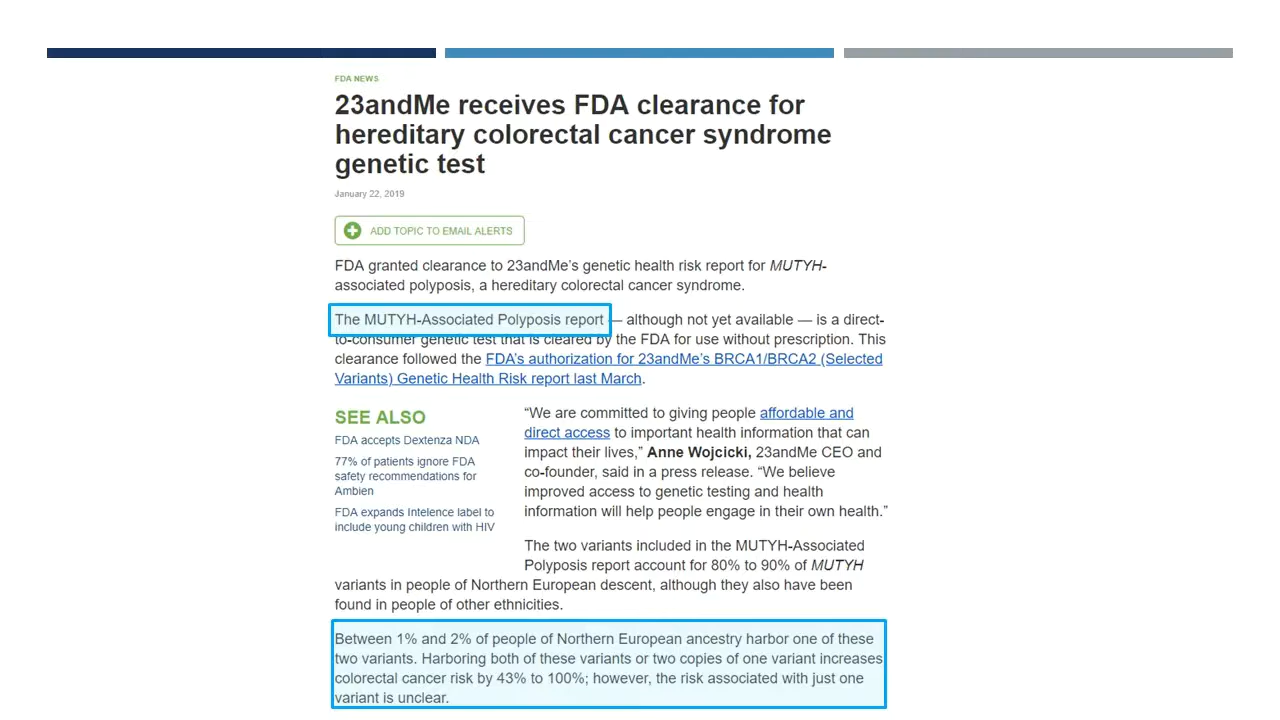 FDA NEWS
23andMe receives FDA clearance for
hereditary colorectal cancer syndrome
genetic test
January 22, 2019
ADD TOPIC TO EMAIL ALERTS
FDA granted clearance to 23andMe’s genetic health risk report for MUTYH-
associated polyposis, a hereditary colorectal cancer syndrome.
The MUTYH-Associated Polyposis report — although not yet available — is a direct-
to-consumer genetic test that is cleared by the FDA for use without prescription. This
clearance followed the FDA’s authorization for 23andMe’s BRCA1/BRCA2 (Selected
Variants) Genetic Health Risk report last March.
SEE ALSO
FDA accepts Dextenza NDA
77% of patients ignore FDA
safety recommendations for
Ambien
FDA expands Intelence label to
include young children with HIV
“We are committed to giving people affordable and
direct access to important health information that can
impact their lives,” Anne Wojcicki, 23andMe CEO and
co-founder, said in a press release. “We believe
improved access to genetic testing and health
information will help people engage in their own health.”
The two variants included in the MUTYH-Associated
Polyposis report account for 80% to 90% of MUTYH
variants in people of Northern European descent, although they also have been
found in people of other ethnicities.
Between 1% and 2% of people of Northern European ancestry harbor one of these
two variants. Harboring both of these variants or two copies of one variant increases
colorectal cancer risk by 43% to 100%; however, the risk associated with just one
variant is unclear.